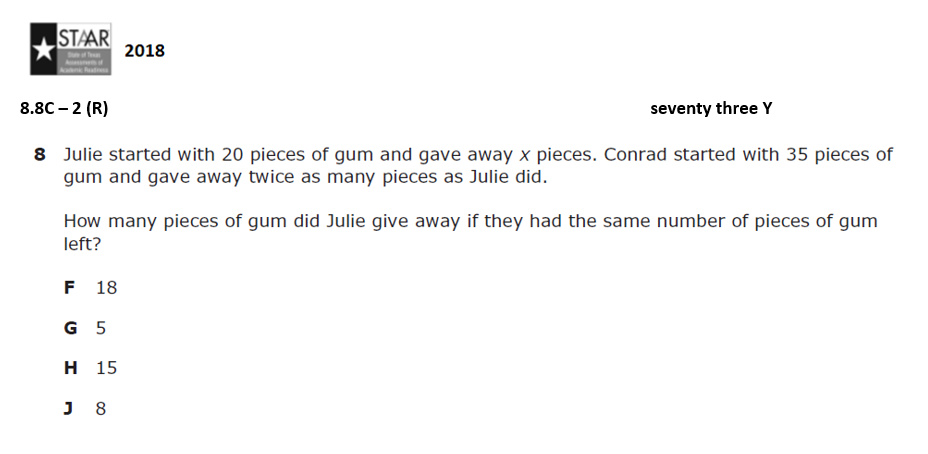 STAAR
State of Texas
Assessments of
Academic Readiness
2018
8.8C – 2 (R)
seventy three Y
8 Julie started with 20 pieces of gum and gave away x pieces. Conrad started with 35 pieces of
gum and gave away twice as many pieces as Julie did.
How many pieces of gum did Julie give away if they had the same number of pieces of gum
left?
F 18
G 5
H 15
J 8